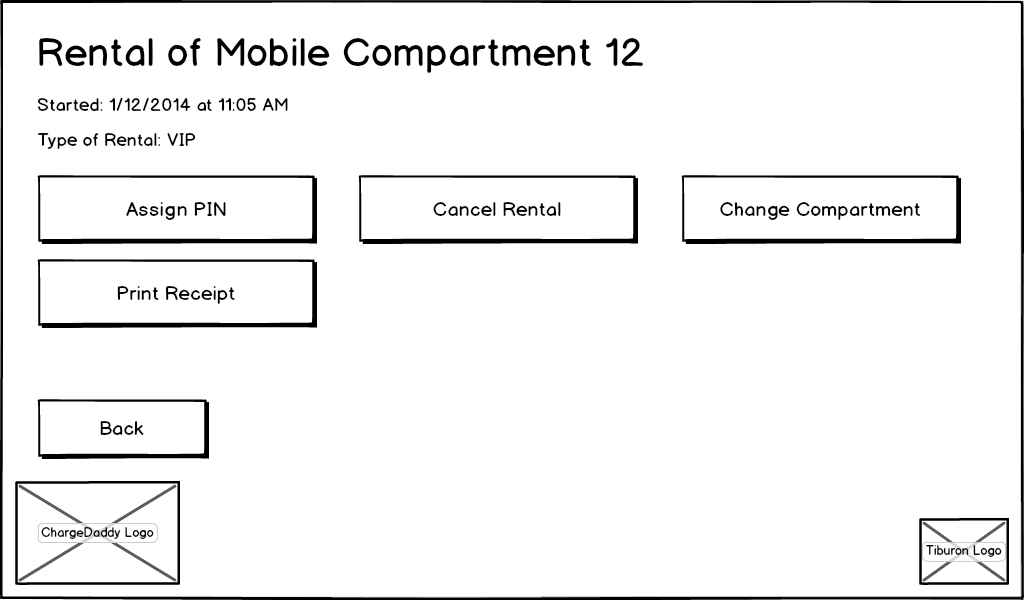 Rental of Mobile Compartment 12
Started: 1/12/2014 at 11:05 AM
Type of Rental: VIP
Assign PIN
Cancel Rental
Change Compartment
Print Receipt
Back
ChargeDaddy Logo
Tiburon Logo